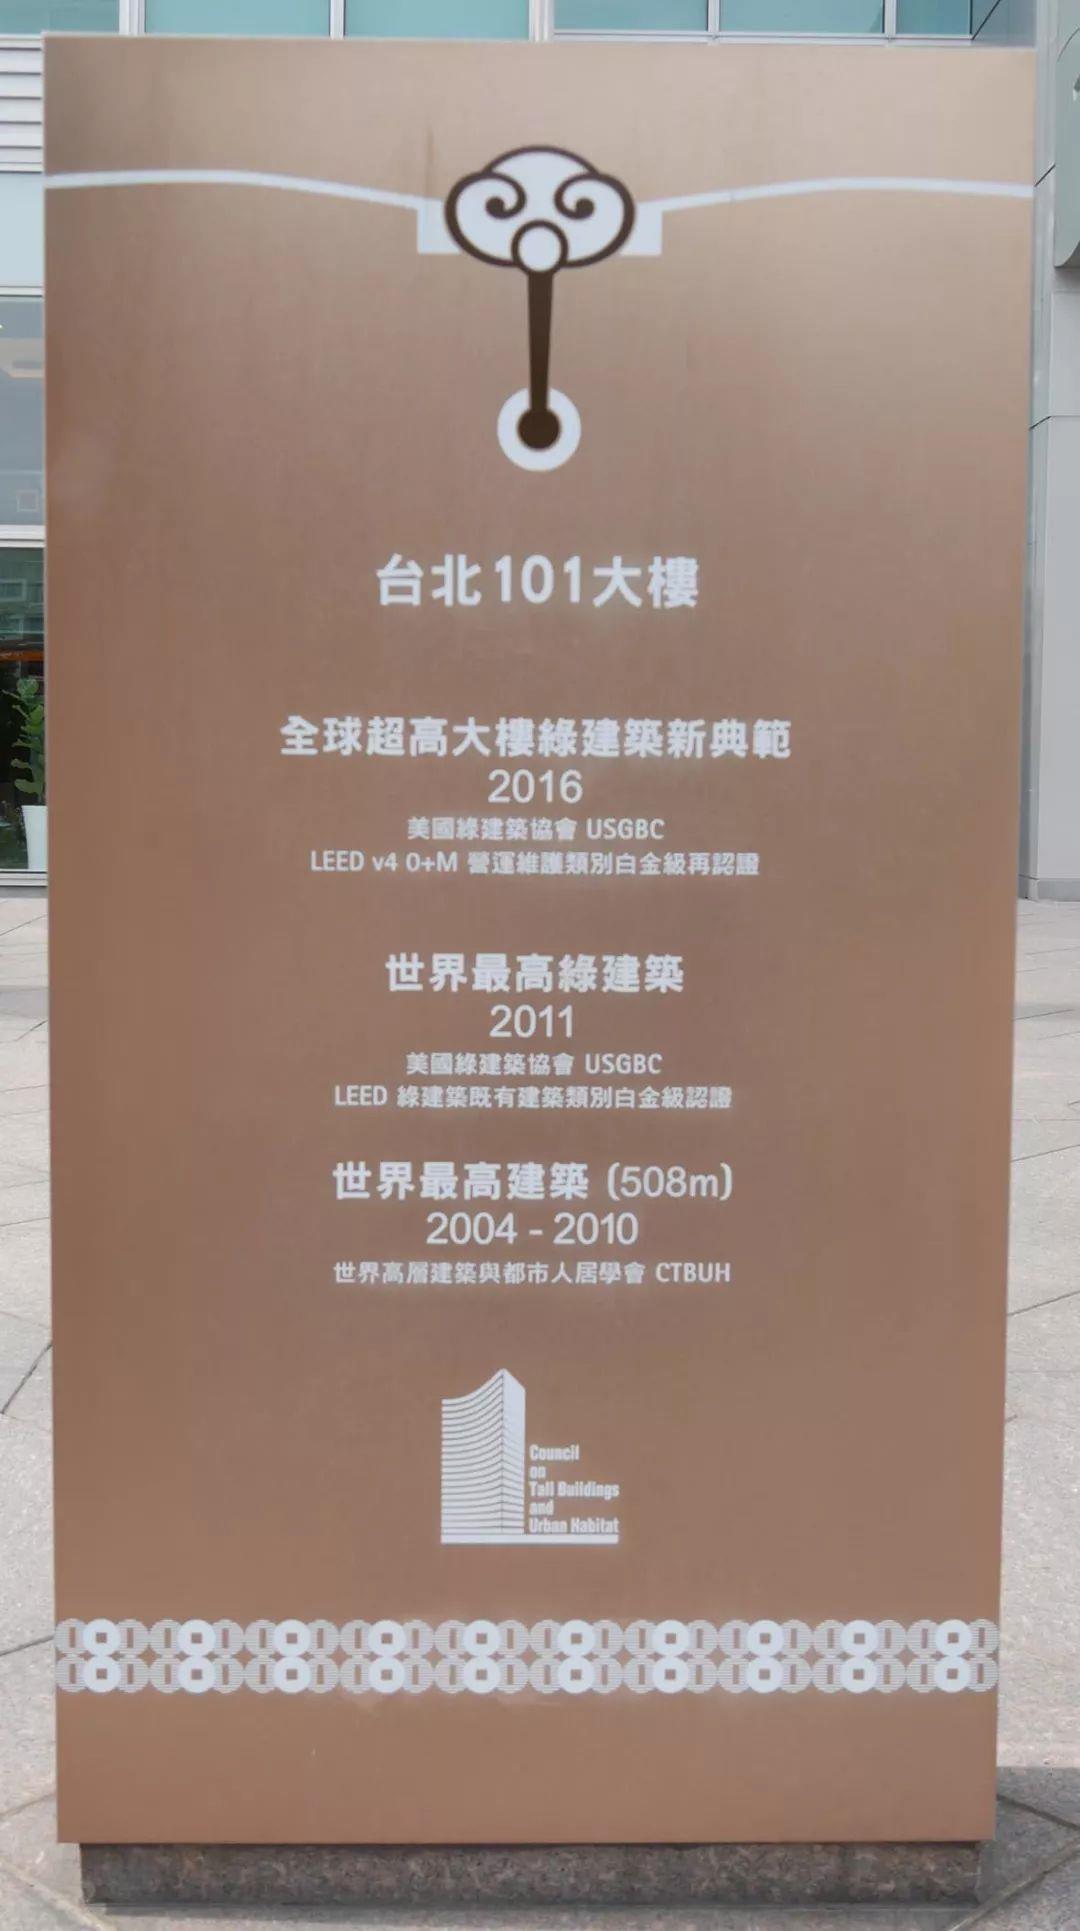 台北101大樓
全球超高大樓綠建築新典範
2016
美國綠建築協會 USGBC
LEED v4 O+M 營運維護類別白金級再認證
世界最高綠建築
2011
美國綠建築協會 USGBC
LEED 綠建築既有建築類別白金級認證
世界最高建築 (508m)
2004 - 2010
世界高層建築與都市人居學會 CTBUH
Council
on
Tall Buildings
and
Urban Habitat